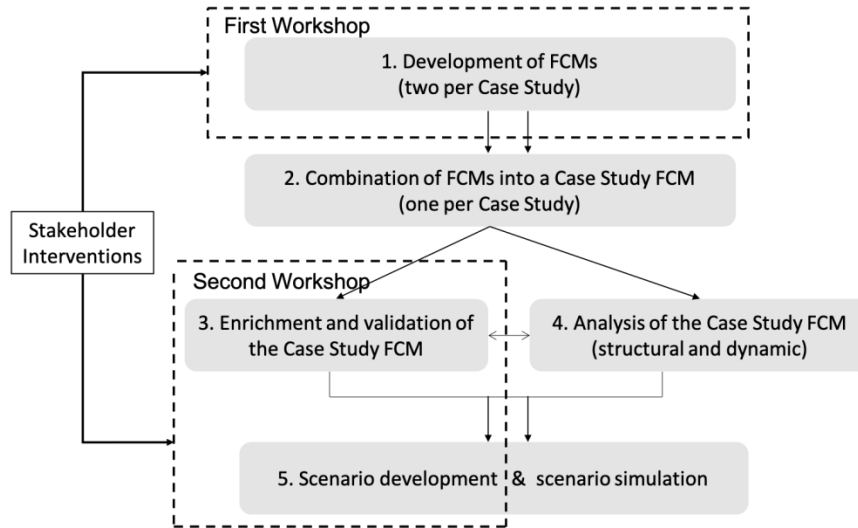 First Workshop
1. Development of FCMs
(two per Case Study)
2. Combination of FCMs into a Case Study FCM
(one per Case Study)
Stakeholder
Interventions
Second Workshop
3. Enrichment and validation of
the Case Study FCM
4. Analysis of the Case Study FCM
(structural and dynamic)
5. Scenario development & scenario simulation